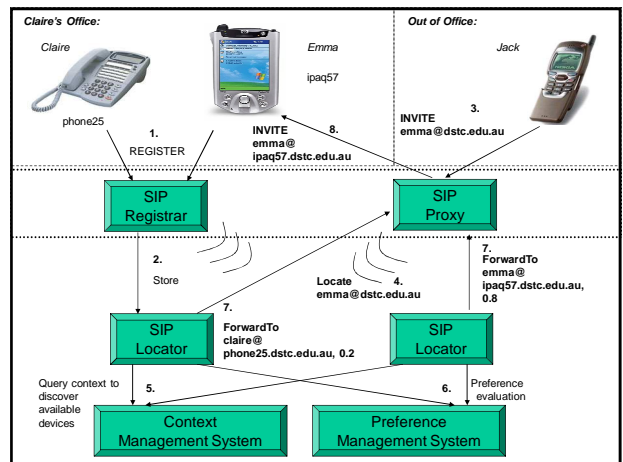 Claire's Office:
Out of Office:
Claire
Emma
Jack
ipaq57
phone25
1.
REGISTER
INVITE
emma@
ipaq57.dstc.edu.au
8.
3.
INVITE
emma@dstc.edu.au
SIP
Registrar
SIP
Proxy
2.
Store
7.
ForwardTo
claire@
phone25.dstc.edu.au, 0.2
Locate
emma@dstc.edu.au
4.
7.
ForwardTo
emma@
ipaq57.dstc.edu.au,
0.8
SIP
Locator
SIP
Locator
Query context to
discover
available
devices
5.
6.
Preference
evaluation
Context
Management System
Preference
Management System